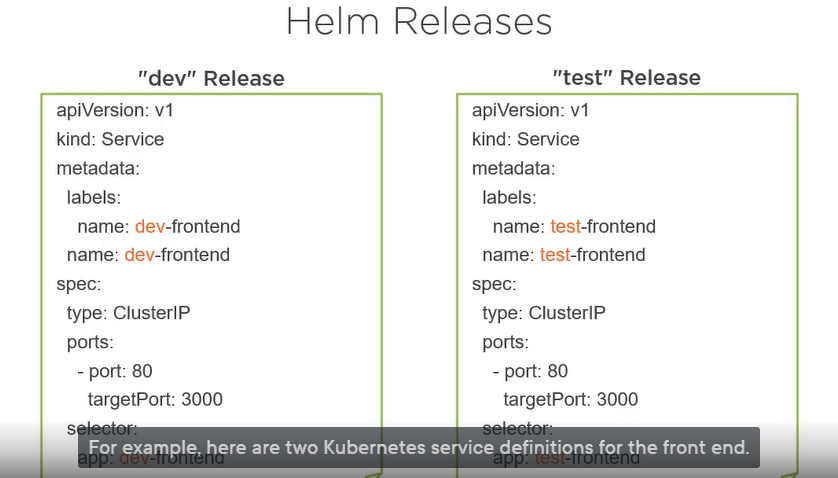 Helm Releases
"dev" Release
apiVersion: v1
kind: Service
metadata:
labels:
name: dev-frontend
name: dev-frontend
spec:
type: ClusterIP
ports:
- port: 80
targetPort: 3000
selector:
app: dev-frontend
"test" Release
apiVersion: v1
kind: Service
metadata:
labels:
name: test-frontend
name: test-frontend
spec:
type: ClusterIP
ports:
- port: 80
targetPort: 3000
selector:
app: test-frontend
For example, here are two Kubernetes service definitions for the front end.